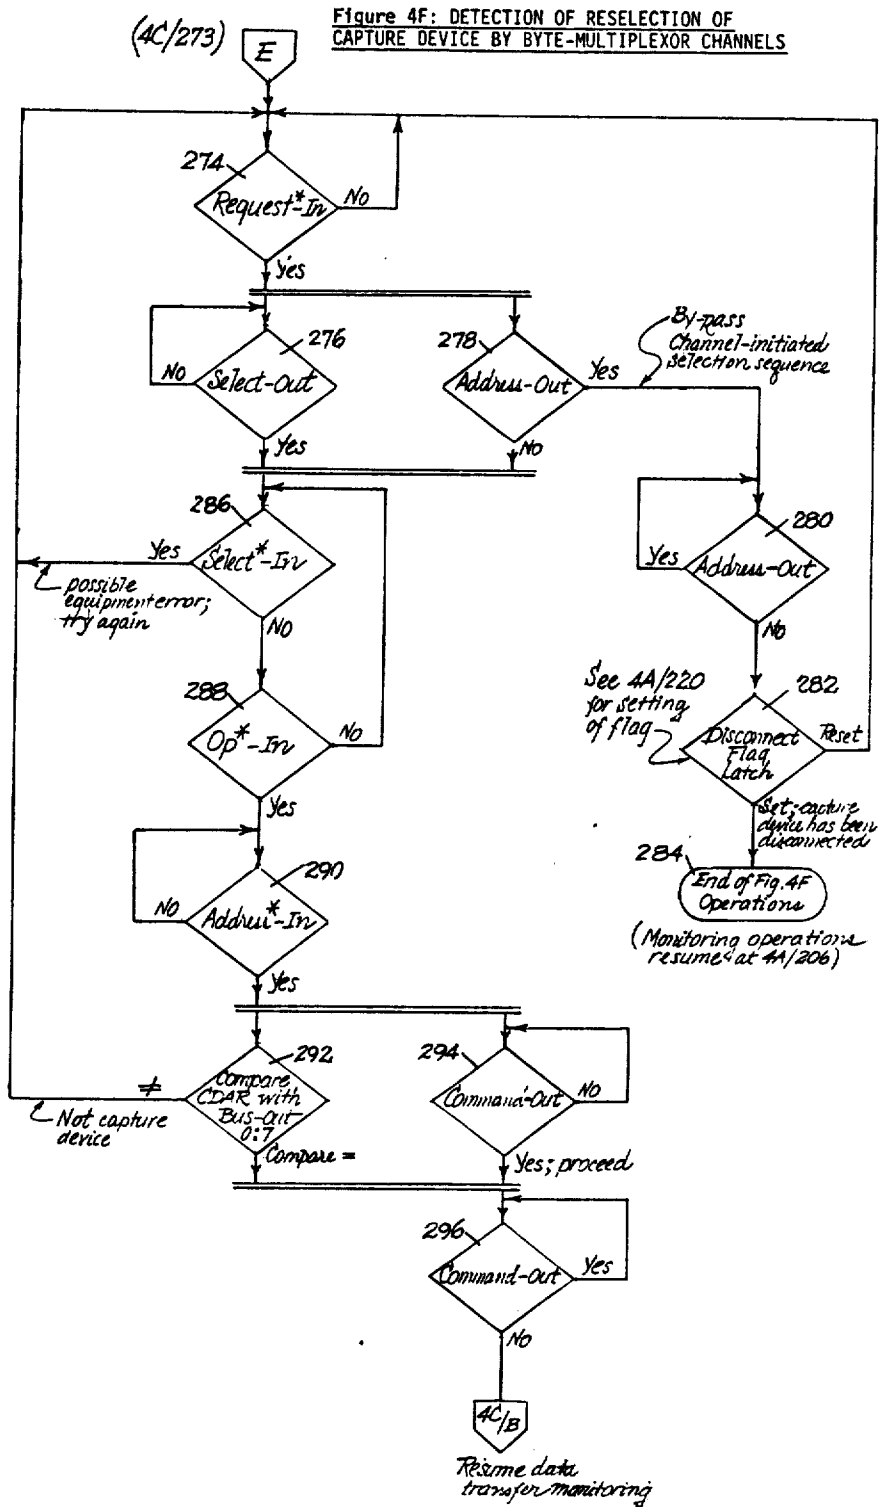 Figure 4F: DETECTION OF RESELECTION OF
CAPTURE DEVICE BY BYTE-MULTIPLEXOR CHANNELS
(4C/273)
E
274
Request*-In
No
Yes
276
Select-Out
No
Yes
278
Address-Out
Yes
No
By-pass
Channel-initiated
selection sequence
286
Select*-In
Yes
No
possible
equipment error;
try again
280
Address-Out
Yes
No
288
Op*-In
No
Yes
See 4A/220
for setting
of flag
282
Disconnect
Flag
Latch
Reset
Set; capture
device has been
disconnected
284
End of Fig. 4F
Operations
(Monitoring operations
resumes at 4A/206)
290
Address*-In
No
Yes
292
Compare
CDAR with
Bus-Out
0:7
≠
Not capture
device
Compare =
294
Command-Out
No
Yes; proceed
296
Command-Out
Yes
No
4C/B
Resume data
transfer monitoring